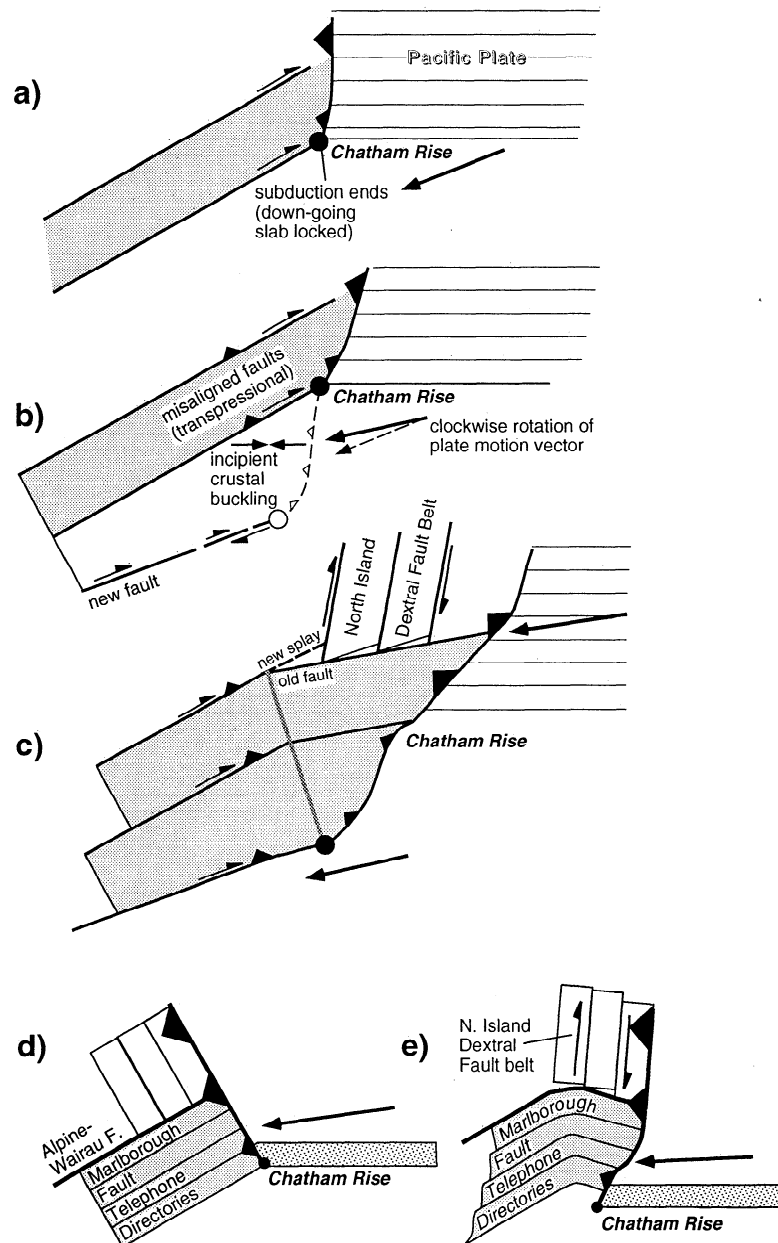 a)
Pacific Plate
Chatham Rise
subduction ends
(down-going
slab locked)
b)
misaligned faults
(transpressional)
Chatham Rise
clockwise rotation of
plate motion vector
incipient
crustal
buckling
new fault
c)
North Island
Dextral Fault Belt
new splay
old fault
Chatham Rise
d)
Alpine-
Wairau F.
Marlborough
Fault
Telephone
Directories
Chatham Rise
e)
N. Island
Dextral
Fault belt
Marlborough
Fault
Telephone
Directories
Chatham Rise